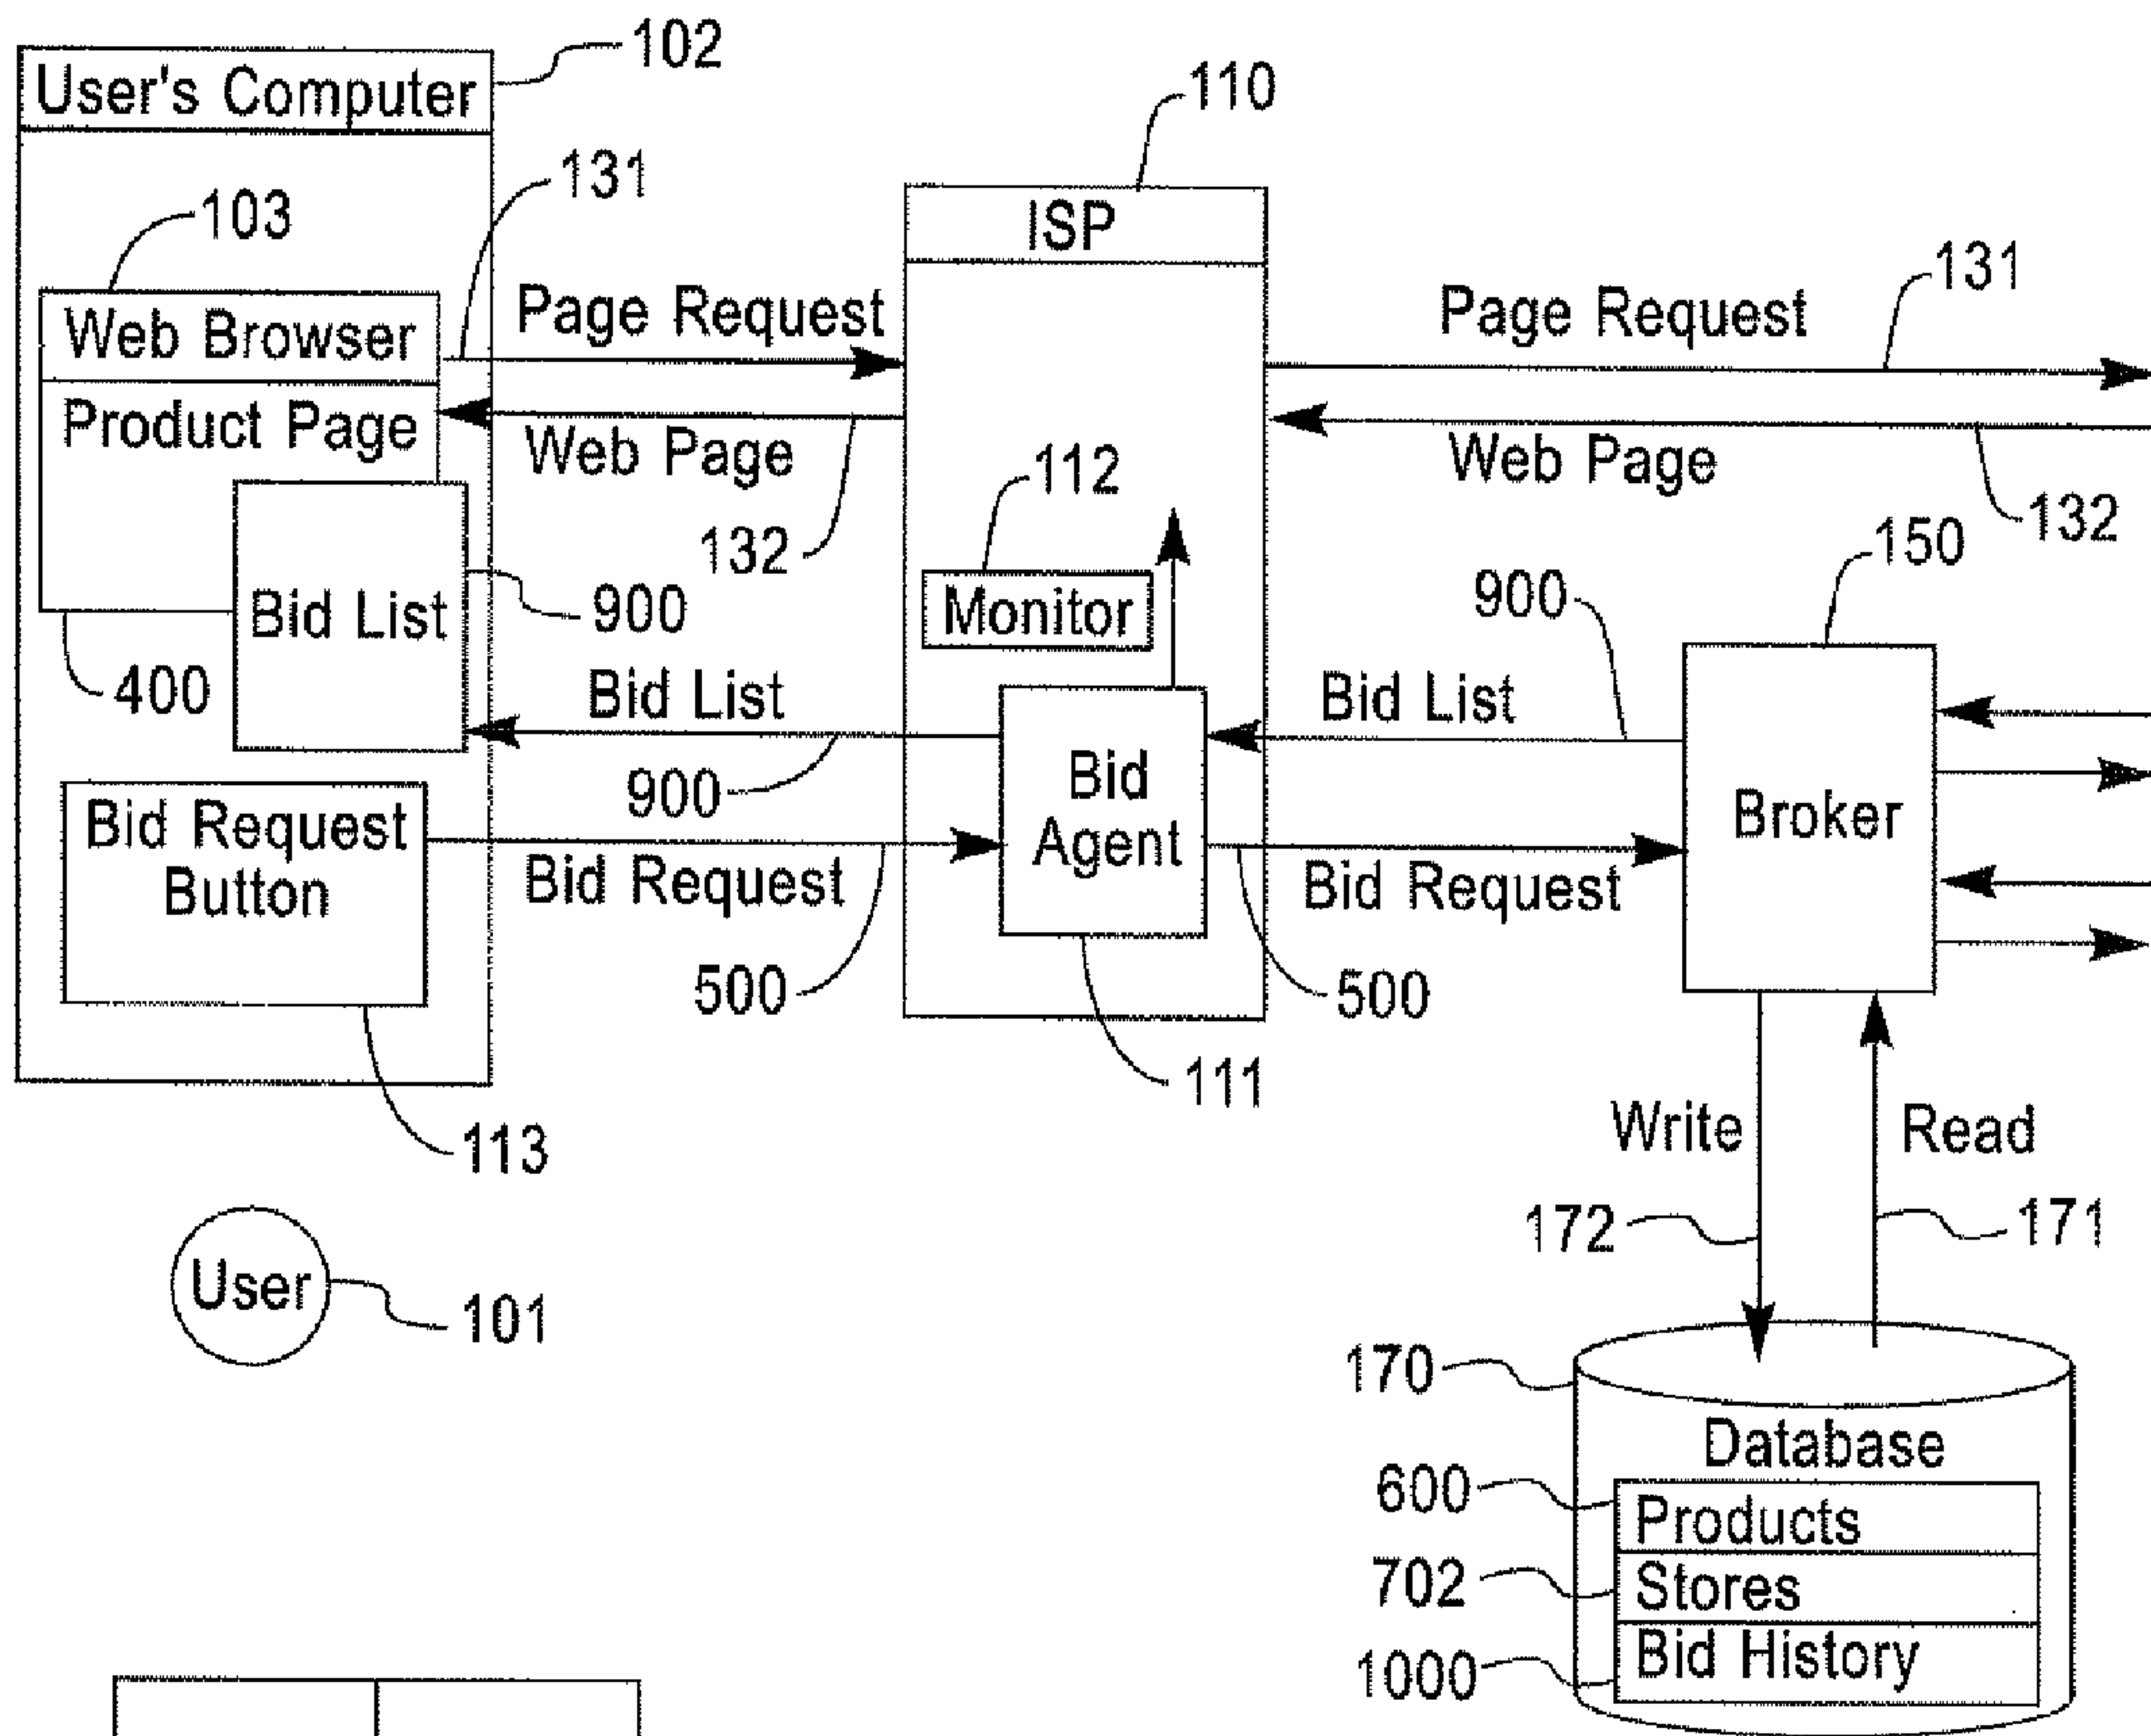 102
User's Computer
110
131
ISP
103
131
Page Request
Page Request
Web Browser
Product Page
Web Page
Web Page
112
132
132
150
900
Monitor
900
Bid List
400
Bid List
Bid List
900
Bid
Agent
Broker
Bid Request
Button
Bid Request
Bid Request
500
500
111
113
Write
Read
172
171
User
101
170
Database
600
Products
702
Stores
1000
Bid History